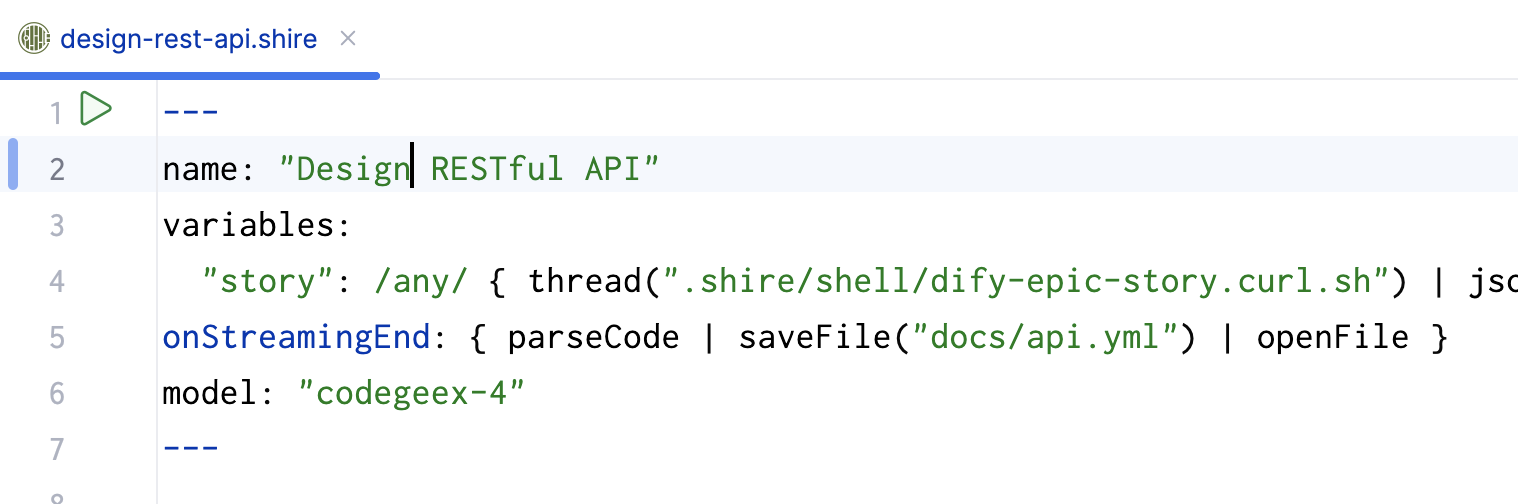 design-rest-api.shire
1 ---
2 name: "Design RESTful API"
3 variables:
4   "story": /any/ { thread(".shire/shell/dify-epic-story.curl.sh") |
5 onStreamingEnd: { parseCode | saveFile("docs/api.yml") | openFile }
6 model: "codegeex-4"
7 ---
8